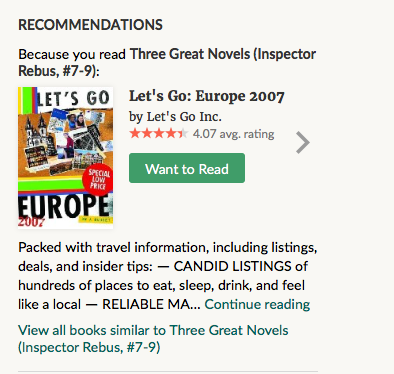 RECOMMENDATIONS
Because you read Three Great Novels (Inspector
Rebus, #7-9):
LET'S GO
SPECIAL
LOW
PRICE
EUROPE
2007
Let's Go: Europe 2007
by Let's Go Inc.
4.07 avg. rating
Want to Read
Packed with travel information, including listings,
deals, and insider tips: — CANDID LISTINGS of
hundreds of places to eat, sleep, drink, and feel
like a local — RELIABLE MA... Continue reading
View all books similar to Three Great Novels
(Inspector Rebus, #7-9)